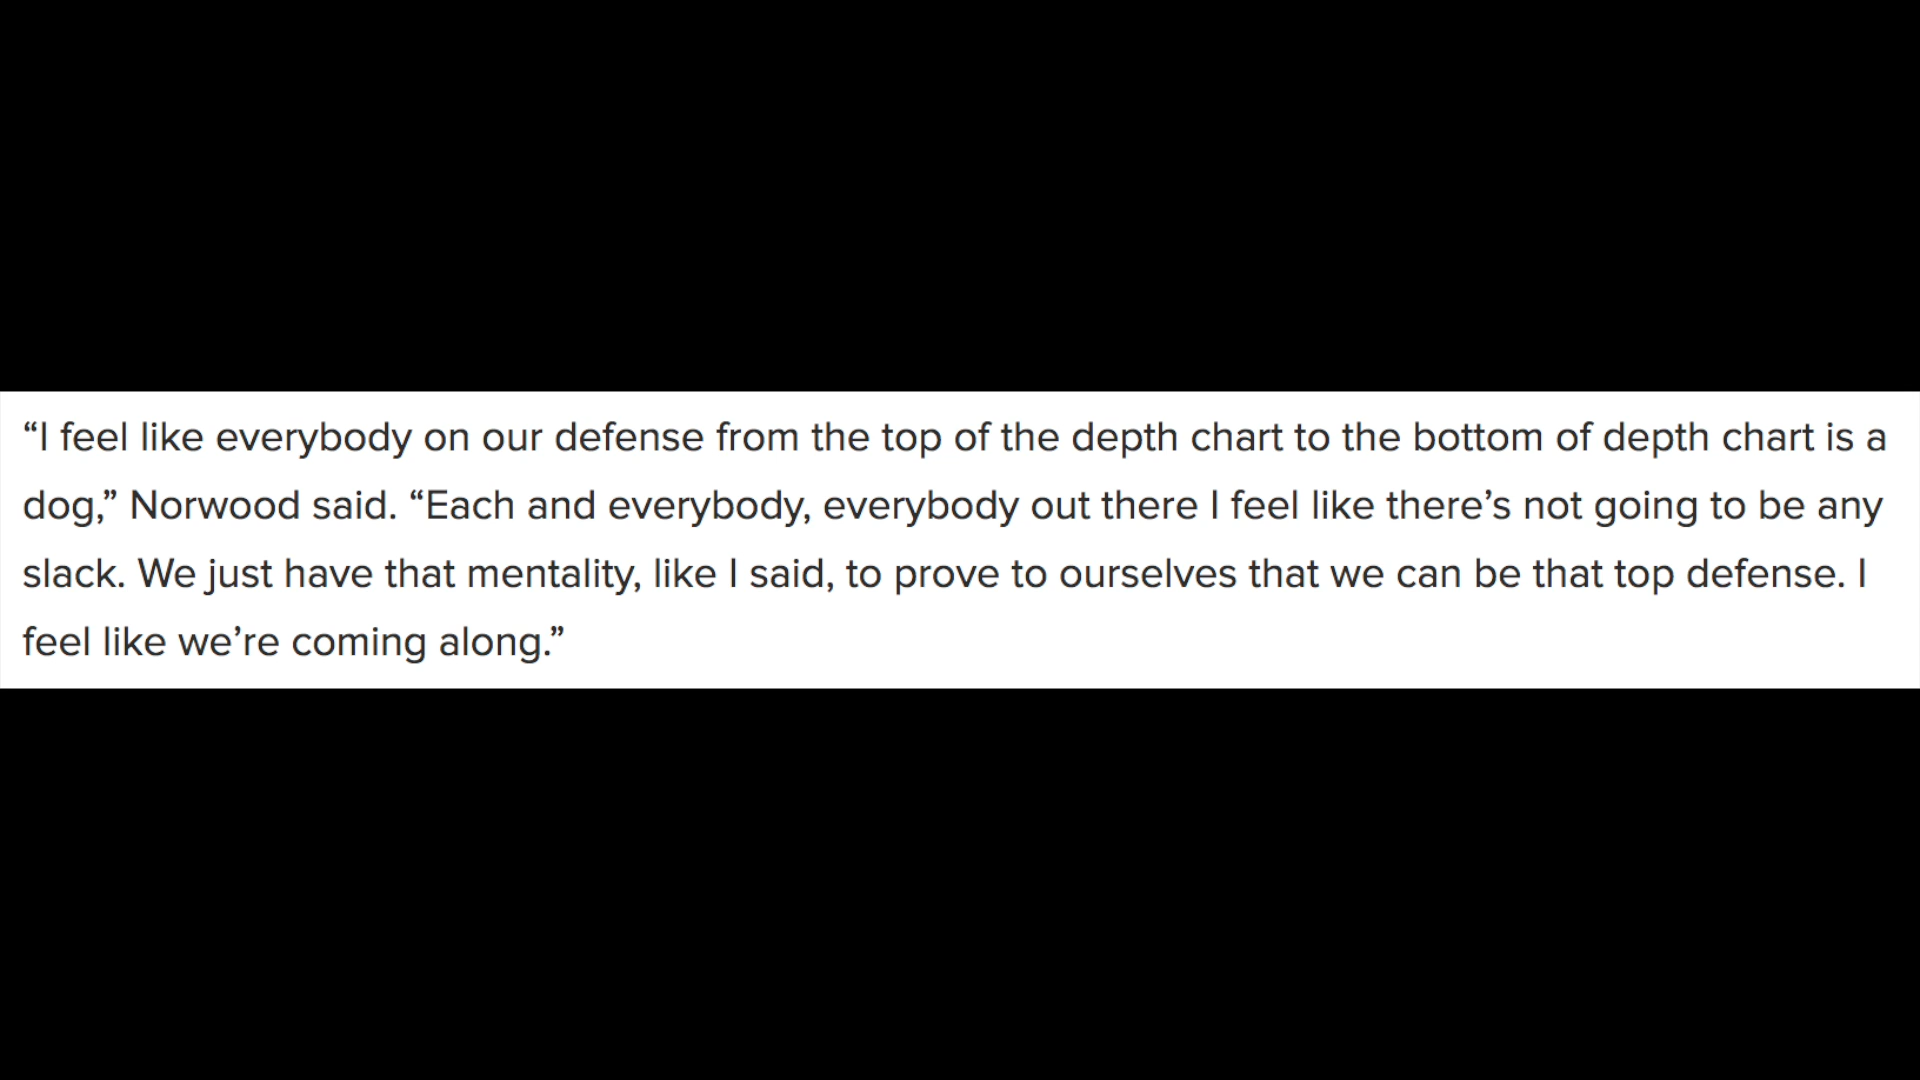 “I feel like everybody on our defense from the top of the depth chart to the bottom of depth chart is a
dog,” Norwood said. “Each and everybody, everybody out there I feel like there’s not going to be any
slack. We just have that mentality, like I said, to prove to ourselves that we can be that top defense. I
feel like we’re coming along.”